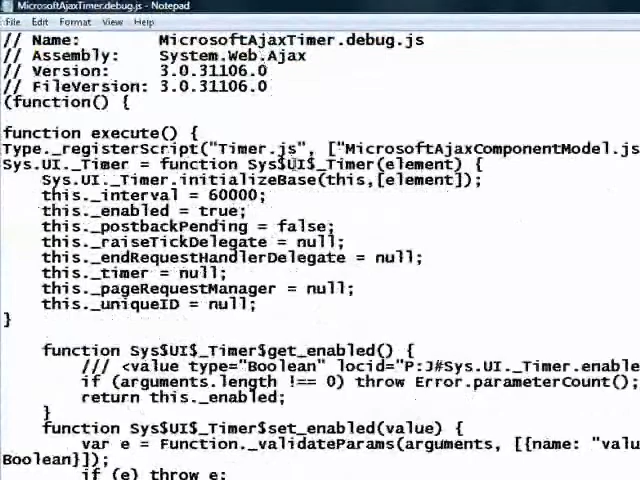 MicrosoftAjaxTimer.debug.js - Notepad
File Edit Format View Help
// Name:        MicrosoftAjaxTimer.debug.js
// Assembly:    System.Web.Ajax
// Version:     3.0.31106.0
// FileVersion: 3.0.31106.0
(function() {
function execute() {
Type._registerScript("Timer.js", ["MicrosoftAjaxComponentModel.js
Sys.UI._Timer = function Sys$UI$_Timer(element) {
    Sys.UI._Timer.initializeBase(this,[element]);
    this._interval = 60000;
    this._enabled = true;
    this._postbackPending = false;
    this._raiseTickDelegate = null;
    this._endRequestHandlerDelegate = null;
    this._timer = null;
    this._pageRequestManager = null;
    this._uniqueID = null;
}
    function Sys$UI$_Timer$get_enabled() {
        /// <value type="Boolean" locid="P:J#Sys.UI._Timer.enable
        if (arguments.length !== 0) throw Error.parameterCount();
        return this._enabled;
    }
    function Sys$UI$_Timer$set_enabled(value) {
        var e = Function._validateParams(arguments, [{name: "valu
Boolean}]);
        if (e) throw e;